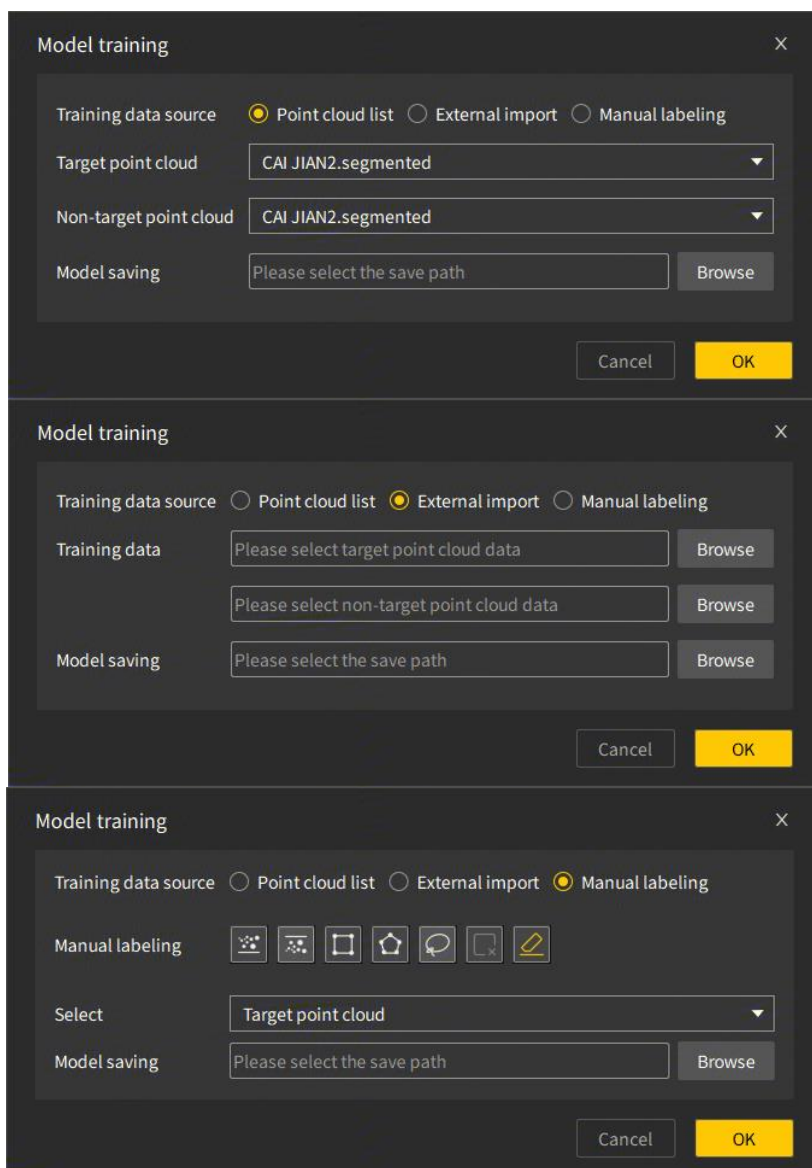 Model training X
Training data source Point cloud list External import Manual labeling
Target point cloud CAI JIAN2.segmented
Non-target point cloud CAI JIAN2.segmented
Model saving Please select the save path Browse
Cancel OK
Model training X
Training data source Point cloud list External import Manual labeling
Training data Please select target point cloud data Browse
Please select non-target point cloud data Browse
Model saving Please select the save path Browse
Cancel OK
Model training X
Training data source Point cloud list External import Manual labeling
Manual labeling
Select Target point cloud
Model saving Please select the save path Browse
Cancel OK